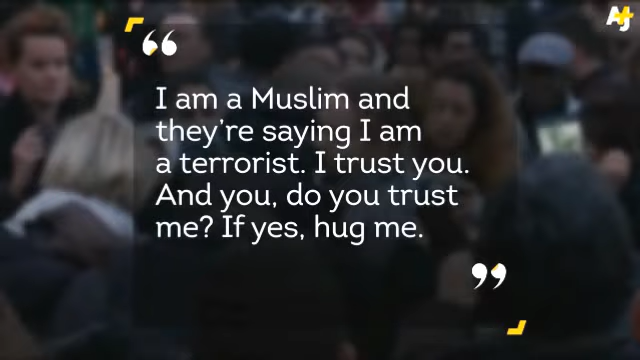 AJ+
“
I am a Muslim and
they're saying I am
a terrorist. I trust you.
And you, do you trust
me? If yes, hug me.
”